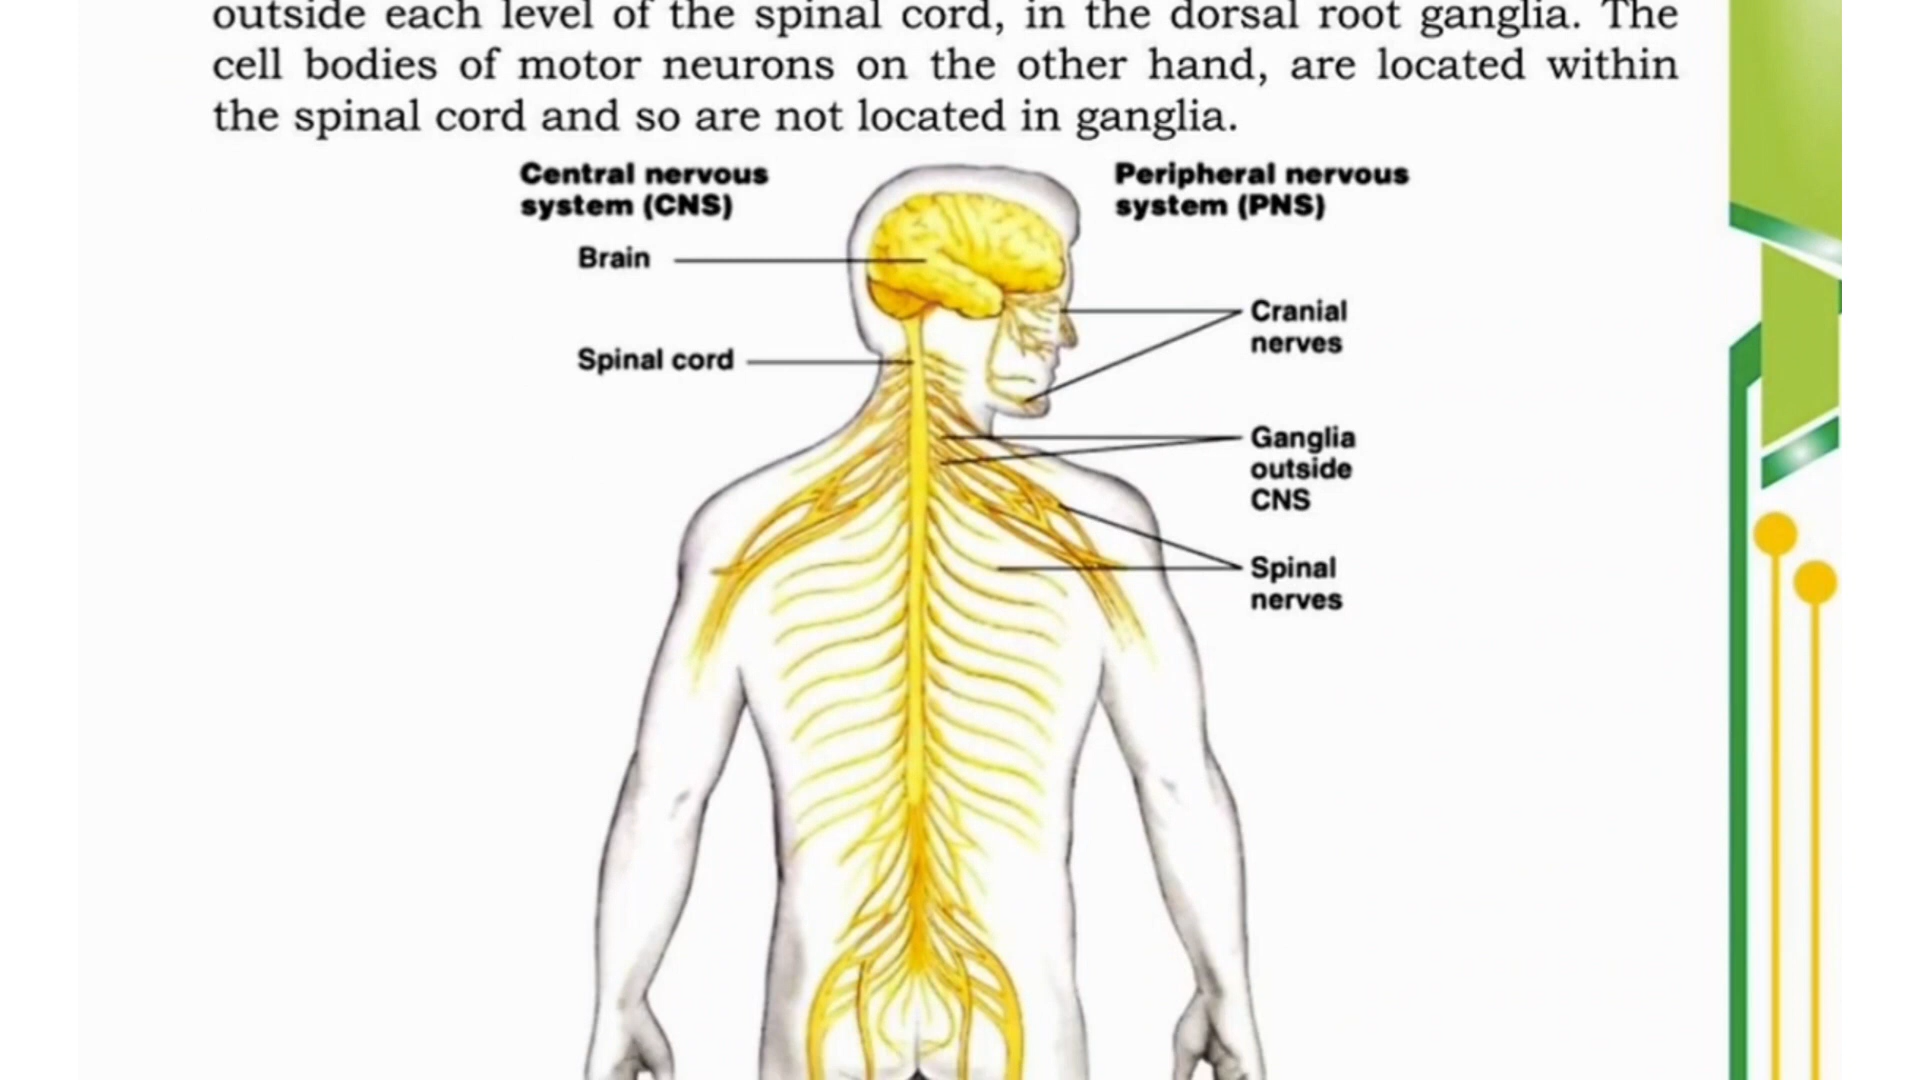 outside each level of the spinal cord, in the dorsal root ganglia. The
cell bodies of motor neurons on the other hand, are located within
the spinal cord and so are not located in ganglia.
Central nervous
system (CNS)
Peripheral nervous
system (PNS)
Brain
Cranial
nerves
Spinal cord
Ganglia
outside
CNS
Spinal
nerves